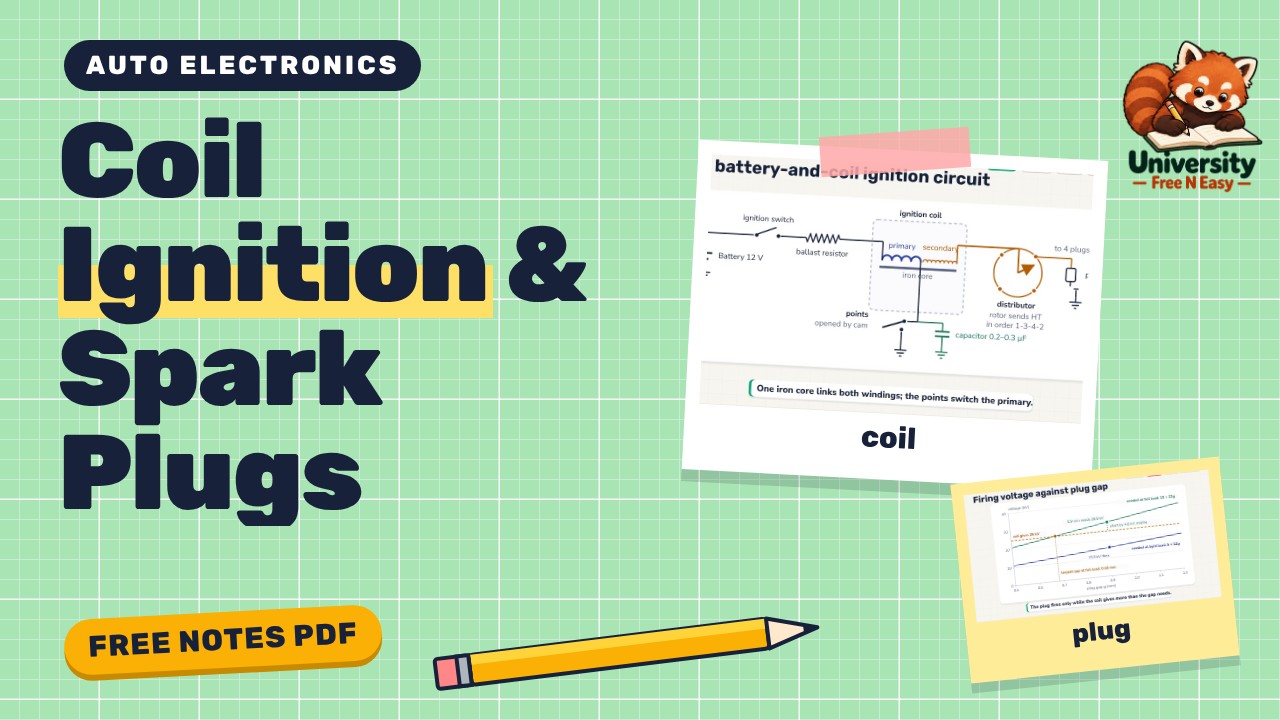 AUTO ELECTRONICS
Coil
Ignition &
Spark
Plugs
FREE NOTES PDF
University
Free N Easy
battery-and-coil ignition circuit
ignition coil
ignition switch
primary
secondary
to 4 plugs
ballast resistor
Battery 12 V
iron core
distributor
rotor sends HT
in order 1-3-4-2
points
opened by cam
capacitor 0.2–0.3 µF
One iron core links both windings; the points switch the primary.
coil
Firing voltage against plug gap
The plug fires only while the coil gives more than the gap needs.
plug